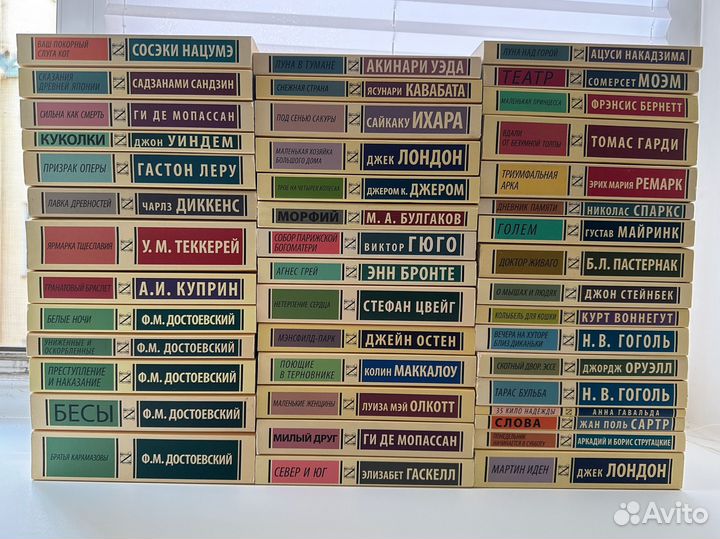 ВАШ ПОКОРНЫЙ
СЛУГА КОТ
СОСЭКИ НАЦУМЭ
СКАЗАНИЯ
ДРЕВНЕЙ ЯПОНИИ
САДЗАНАМИ САНДЗИН
СИЛЬНА КАК СМЕРТЬ
ГИ ДЕ МОПАССАН
КУКОЛКИ
ДЖОН УИНДЕМ
ПРИЗРАК ОПЕРЫ
ГАСТОН ЛЕРУ
ЛАВКА ДРЕВНОСТЕЙ
ЧАРЛЗ ДИККЕНС
ЯРМАРКА ТЩЕСЛАВИЯ
У. М. ТЕККЕРЕЙ
ГРАНАТОВЫЙ БРАСЛЕТ
А.И. КУПРИН
БЕЛЫЕ НОЧИ
Ф.М. ДОСТОЕВСКИЙ
УНИЖЕННЫЕ И
ОСКОРБЛЕННЫЕ
Ф.М. ДОСТОЕВСКИЙ
ПРЕСТУПЛЕНИЕ
И НАКАЗАНИЕ
Ф.М. ДОСТОЕВСКИЙ
БЕСЫ
Ф.М. ДОСТОЕВСКИЙ
БРАТЬЯ КАРАМАЗОВЫ
Ф.М. ДОСТОЕВСКИЙ
ЛУНА В ТУМАНЕ
АКИНАРИ УЭДА
СНЕЖНАЯ СТРАНА
ЯСУНАРИ КАВАБАТА
ПОД СЕНЬЮ САКУРЫ
САЙКАКУ ИХАРА
МАЛЕНЬКАЯ ХОЗЯЙКА
БОЛЬШОГО ДОМА
ДЖЕК ЛОНДОН
ТРОЕ НА ЧЕТЫРЕХ КОЛЕСАХ
ДЖЕРОМ К. ДЖЕРОМ
МОРФИЙ
М. А. БУЛГАКОВ
СОБОР ПАРИЖСКОЙ
БОГОМАТЕРИ
ВИКТОР ГЮГО
АГНЕС ГРЕЙ
ЭНН БРОНТЕ
НЕТЕРПЕНИЕ СЕРДЦА
СТЕФАН ЦВЕЙГ
МЭНСФИЛД-ПАРК
ДЖЕЙН ОСТЕН
ПОЮЩИЕ
В ТЕРНОВНИКЕ
КОЛИН МАККАЛОУ
МАЛЕНЬКИЕ ЖЕНЩИНЫ
ЛУИЗА МЭЙ ОЛКОТТ
МИЛЫЙ ДРУГ
ГИ ДЕ МОПАССАН
СЕВЕР И ЮГ
ЭЛИЗАБЕТ ГАСКЕЛЛ
ЛУНА НАД ГОРОЙ
АЦУСИ НАКАДЗИМА
ТЕАТР
СОМЕРСЕТ МОЭМ
МАЛЕНЬКАЯ ПРИНЦЕССА
ФРЭНСИС БЕРНЕТТ
ВДАЛИ
ОТ БЕЗУМНОЙ ТОЛПЫ
ТОМАС ГАРДИ
ТРИУМФАЛЬНАЯ
АРКА
ЭРИХ МАРИЯ РЕМАРК
ДНЕВНИК ПАМЯТИ
НИКОЛАС СПАРКС
ГОЛЕМ
ГУСТАВ МАЙРИНК
ДОКТОР ЖИВАГО
Б.Л. ПАСТЕРНАК
О МЫШАХ И ЛЮДЯХ
ДЖОН СТЕЙНБЕК
КОЛЫБЕЛЬ ДЛЯ КОШКИ
КУРТ ВОННЕГУТ
ВЕЧЕРА НА ХУТОРЕ
БЛИЗ ДИКАНЬКИ
Н. В. ГОГОЛЬ
СКОТНЫЙ ДВОР. ЭССЕ
ДЖОРДЖ ОРУЭЛЛ
ТАРАС БУЛЬБА
Н. В. ГОГОЛЬ
35 КИЛО НАДЕЖДЫ
АННА ГАВАЛЬДА
СЛОВА
ЖАН ПОЛЬ САРТР
ПОНЕДЕЛЬНИК
НАЧИНАЕТСЯ В СУББОТУ
АРКАДИЙ И БОРИС СТРУГАЦКИЕ
МАРТИН ИДЕН
ДЖЕК ЛОНДОН
Avito